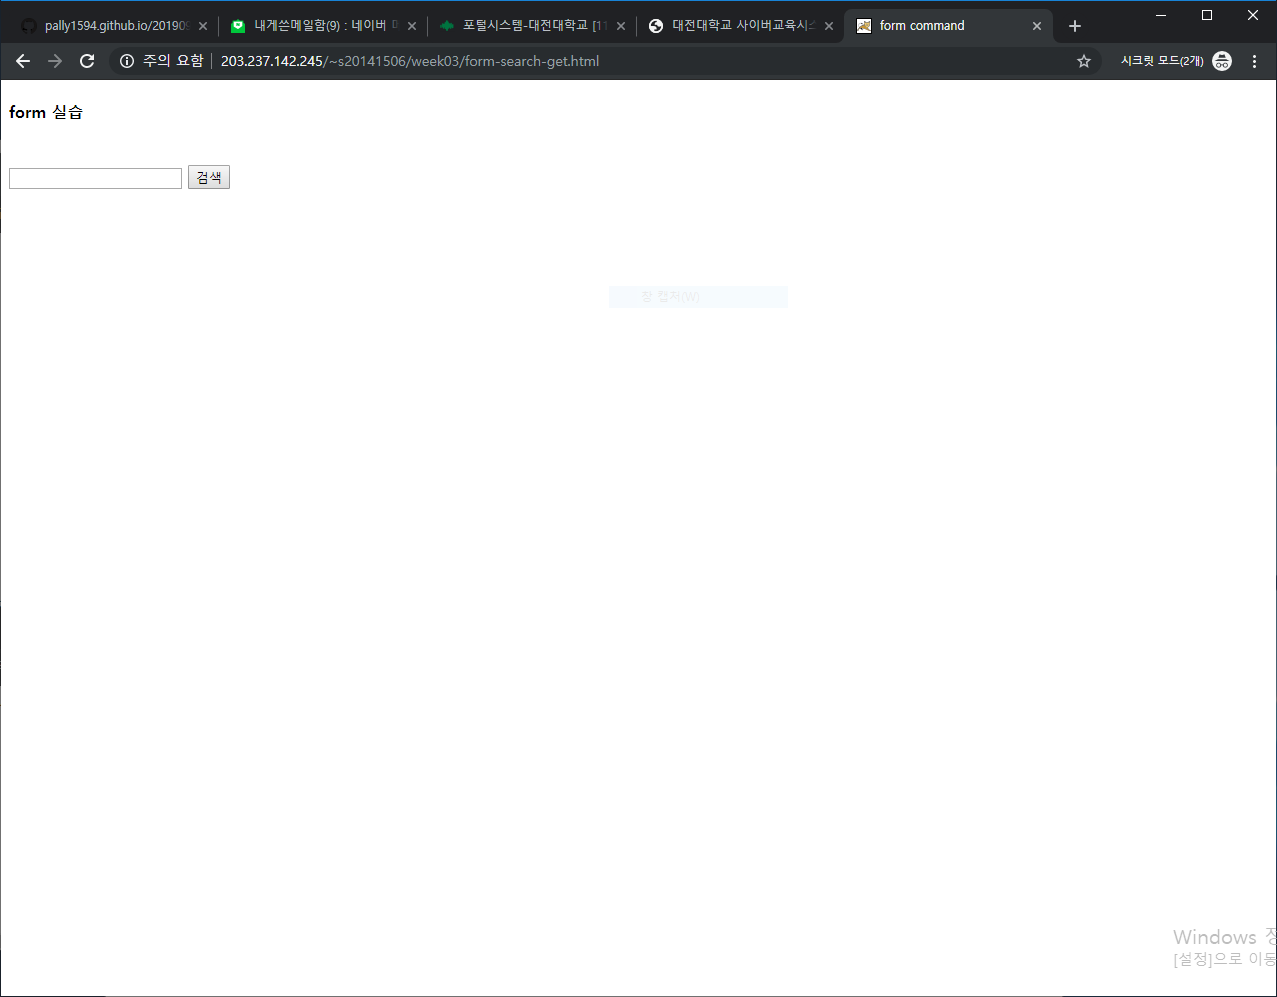 pally1594.github.io/20190
내게쓴메일함(9) : 네이버
포털시스템-대전대학교 [11
대전대학교 사이버교육시스
form command
주의 요함
203.237.142.245/~s20141506/week03/form-search-get.html
시크릿 모드(2개)
form 실습
검색
창 캡처(W)
Windows 정
[설정]으로 이동